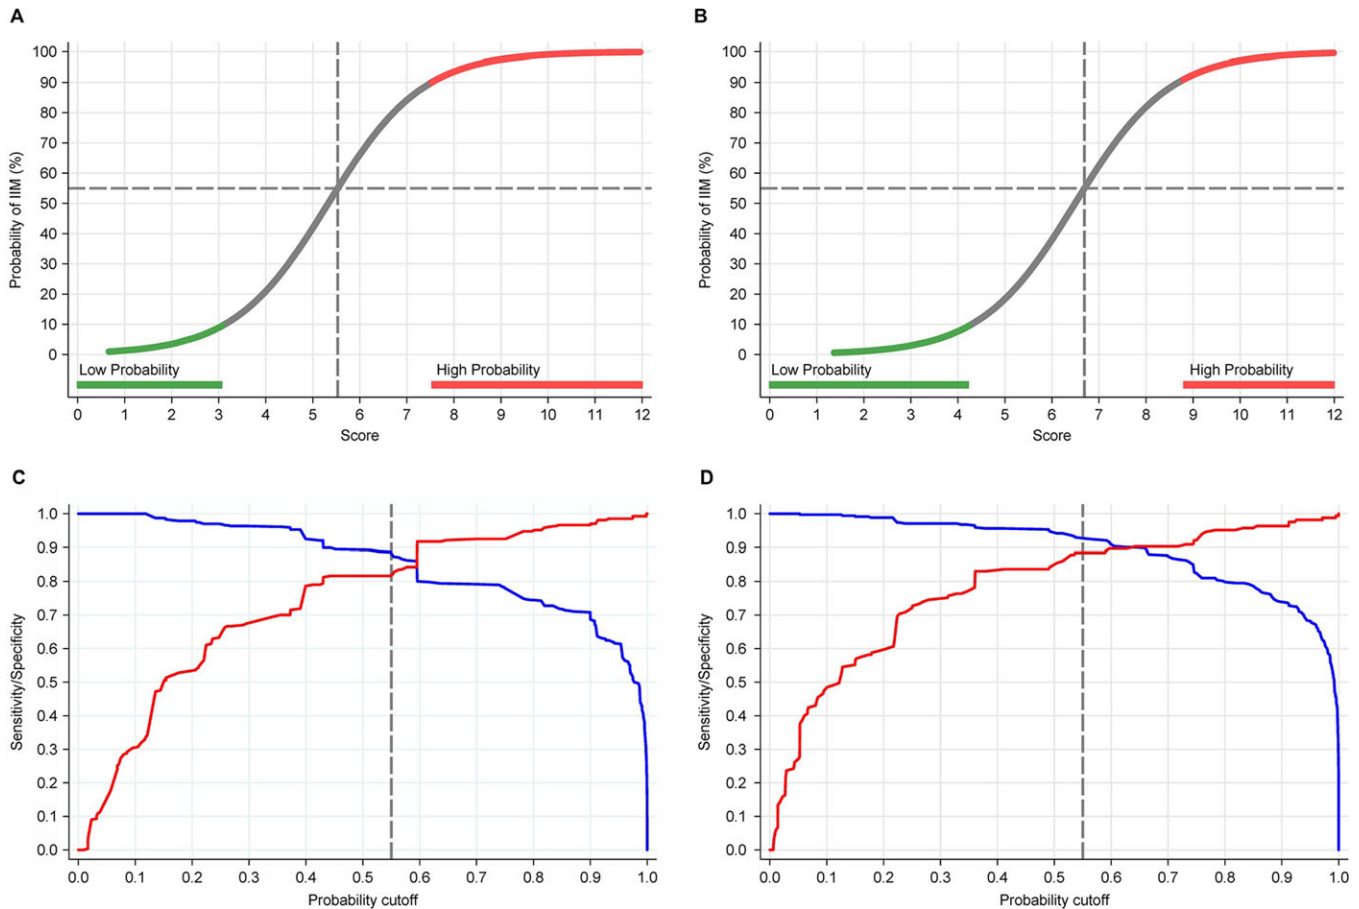 A
100
90
80
70
60
50
40
30
20
10
0
Probability of IIM (%)
Low Probability
High Probability
0 1 2 3 4 5 6 7 8 9 10 11 12
Score
B
100
90
80
70
60
50
40
30
20
10
0
Probability of IIM (%)
Low Probability
High Probability
0 1 2 3 4 5 6 7 8 9 10 11 12
Score
C
1.0
0.9
0.8
0.7
0.6
0.5
0.4
0.3
0.2
0.1
0.0
Sensitivity/Specificity
0.0 0.1 0.2 0.3 0.4 0.5 0.6 0.7 0.8 0.9 1.0
Probability cutoff
D
1.0
0.9
0.8
0.7
0.6
0.5
0.4
0.3
0.2
0.1
0.0
Sensitivity/Specificity
0.0 0.1 0.2 0.3 0.4 0.5 0.6 0.7 0.8 0.9 1.0
Probability cutoff